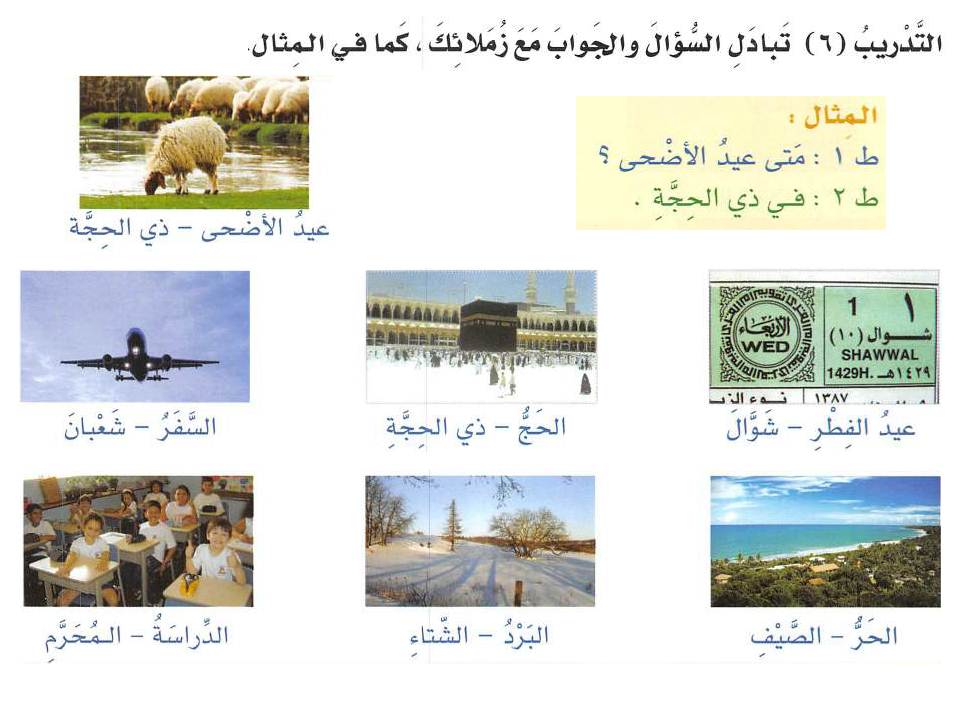 التَّدْريبُ (٦) تَبادَلِ السُّؤالَ والجَوابَ مَعَ زُمَلائِكَ ، كَما في المِثال.
المِثال :
ط ١ : مَتى عيدُ الأضْحى ؟
ط ٢ : في ذي الحِجَّةِ .
عيدُ الأضْحى – ذي الحِجَّة
١ 1
شوال (١٠)
SHAWWAL
1429H. ١٤٢٩هـ
الأربعاء
WED
١٣٨٧
عيدُ الفِطْرِ – شَوَّالَ
الحَجُّ – ذي الحِجَّةِ
السَّفَرُ – شَعْبانَ
الحَرُّ – الصَّيْفِ
البَرْدُ – الشّتاءِ
الدِّراسَةُ – المُحَرَّمِ